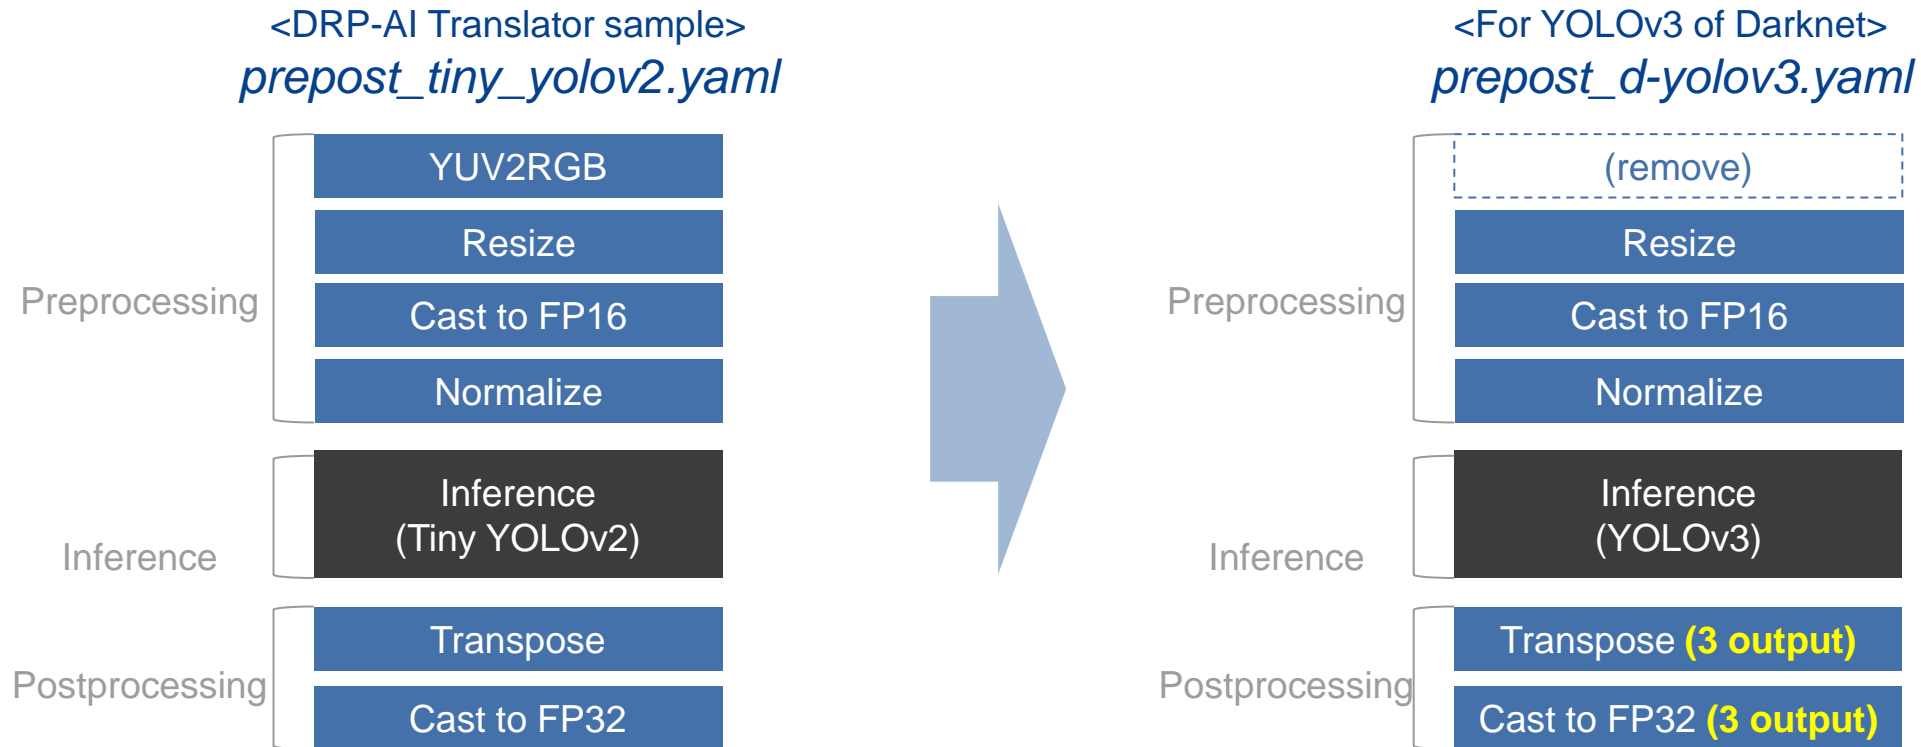 <DRP-AI Translator sample>
prepost_tiny_yolov2.yaml
Preprocessing
YUV2RGB
Resize
Cast to FP16
Normalize
Inference
Inference
(Tiny YOLOv2)
Postprocessing
Transpose
Cast to FP32
<For YOLOv3 of Darknet>
prepost_d-yolov3.yaml
Preprocessing
(remove)
Resize
Cast to FP16
Normalize
Inference
Inference
(YOLOv3)
Postprocessing
Transpose (3 output)
Cast to FP32 (3 output)